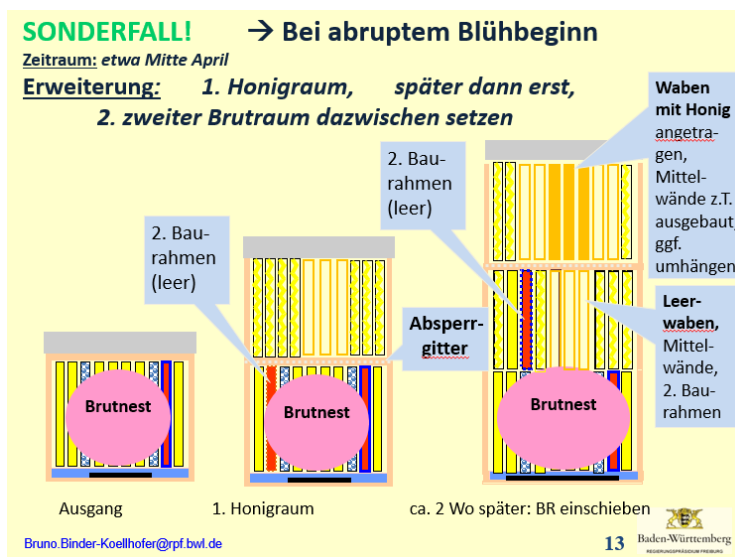 SONDERFALL! → Bei abruptem Blühbeginn
Zeitraum: etwa Mitte April
Erweiterung: 1. Honigraum, später dann erst,
2. zweiter Brutraum dazwischen setzen
Waben
mit Honig
angetra-
gen,
Mittel-
wände z.T.
ausgebaut,
ggf.
umhängen
2. Bau-
rahmen
(leer)
2. Bau-
rahmen
(leer)
Absperr-
gitter
Leer-
waben,
Mittel-
wände,
2. Bau-
rahmen
Brutnest
Brutnest
Brutnest
Ausgang
1. Honigraum
ca. 2 Wo später: BR einschieben
Bruno.Binder-Koellhofer@rpf.bwl.de
13
Baden-Württemberg
REGIERUNGSPRÄSIDIUM FREIBURG